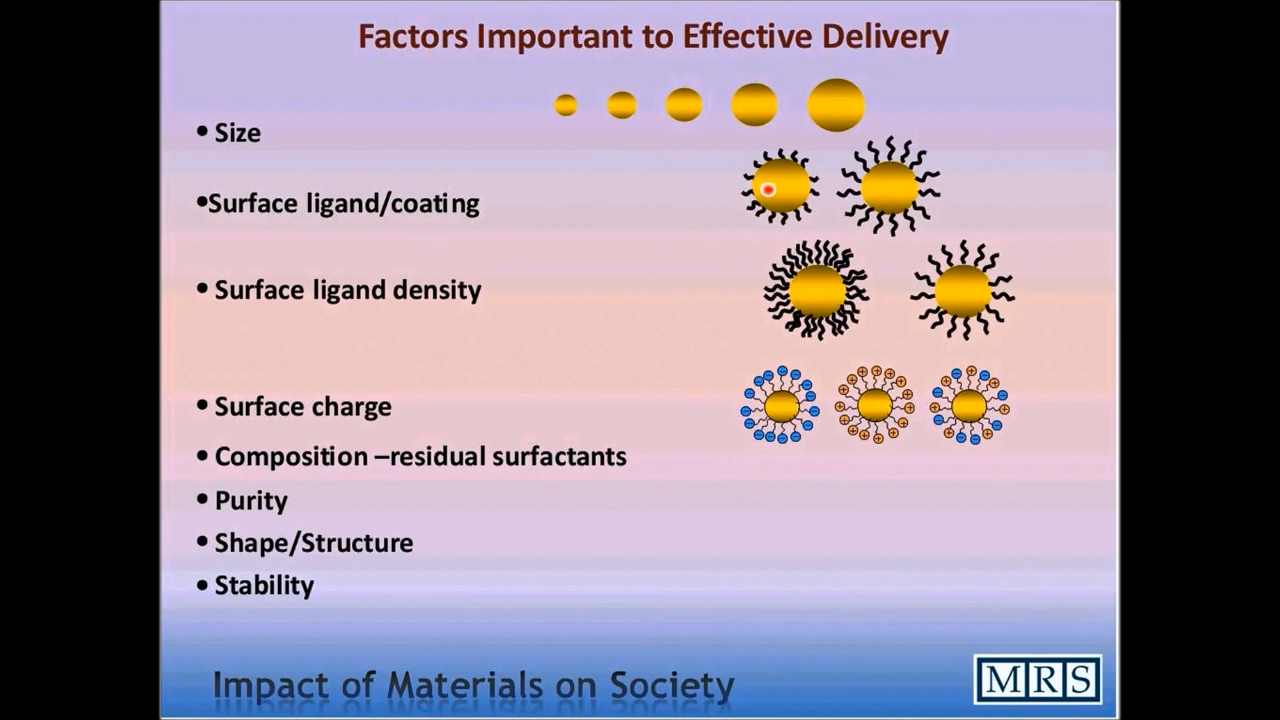 Factors Important to Effective Delivery
• Size
•Surface ligand/coating
• Surface ligand density
• Surface charge
• Composition –residual surfactants
• Purity
• Shape/Structure
• Stability
Impact of Materials on Society
MRS